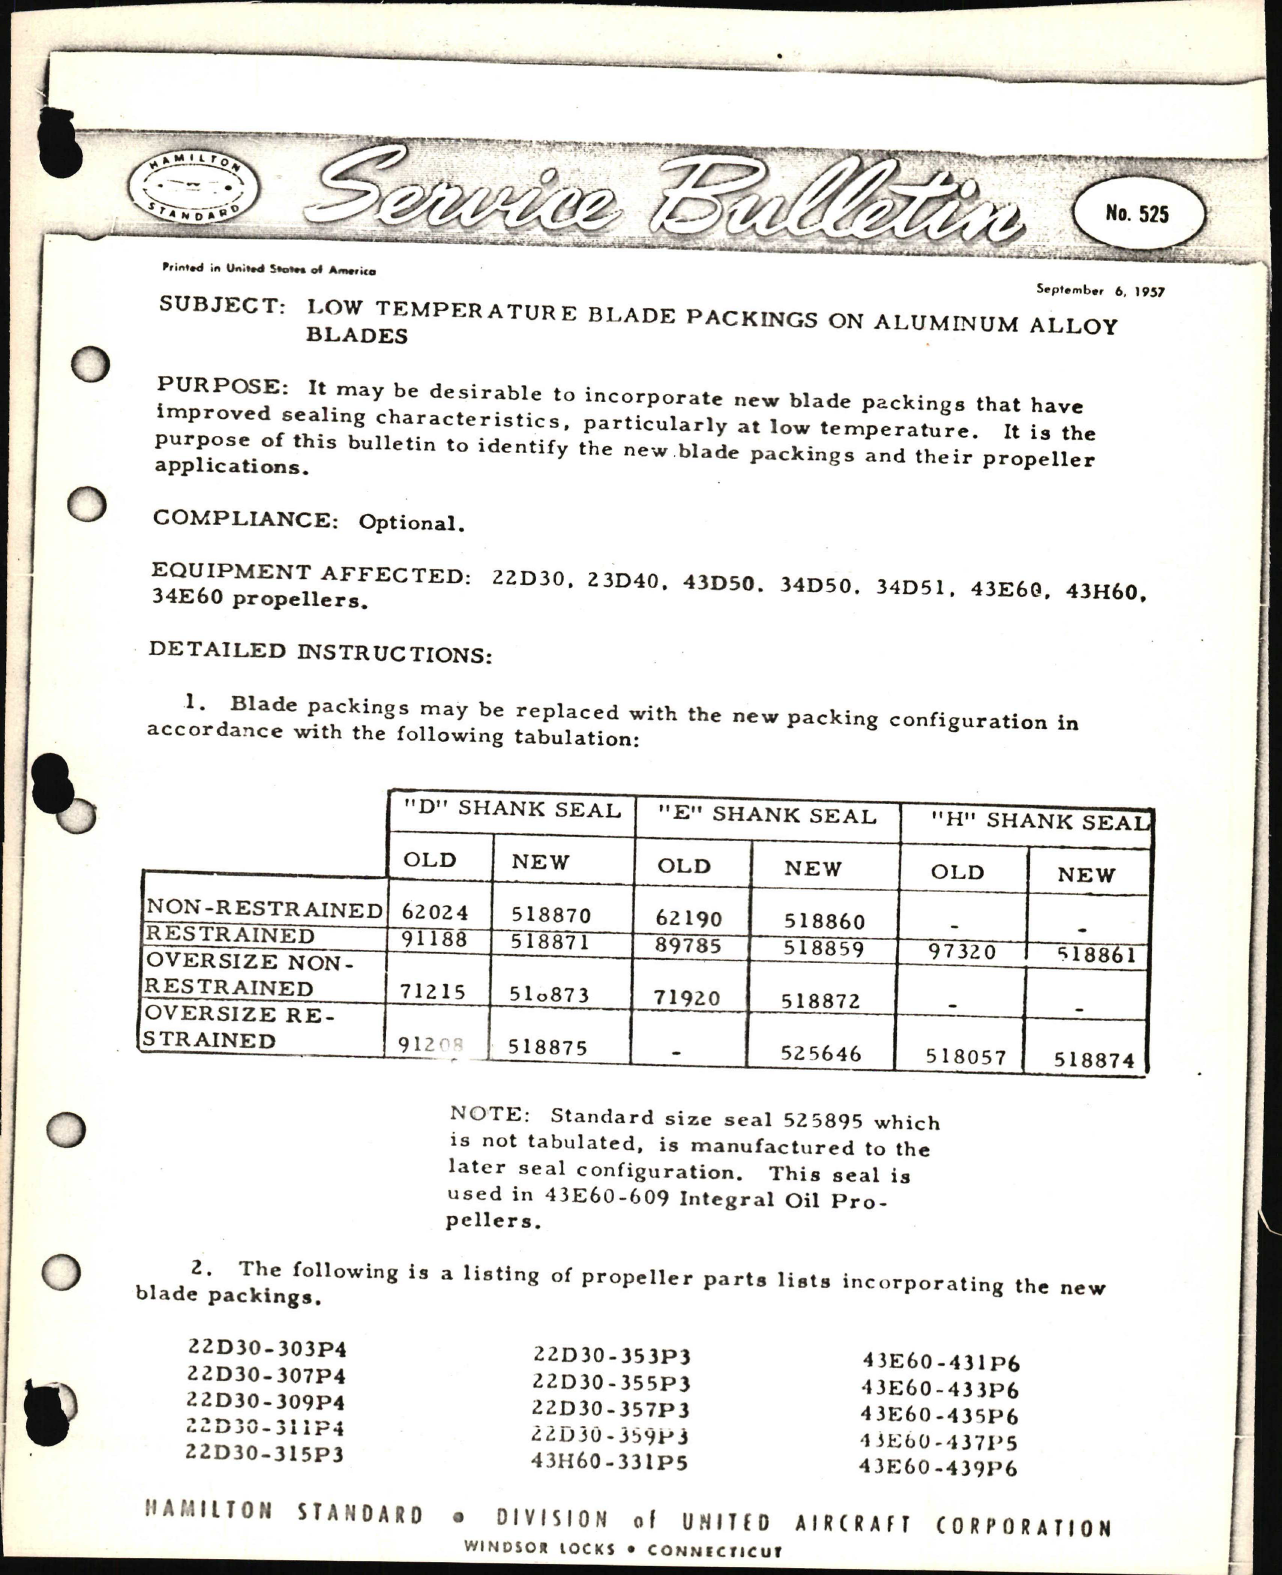 HAMILTON STANDARD
Service Bulletin
No. 525
Printed in United States of America
September 6, 1957
SUBJECT: LOW TEMPERATURE BLADE PACKINGS ON ALUMINUM ALLOY
BLADES
PURPOSE: It may be desirable to incorporate new blade packings that have
improved sealing characteristics, particularly at low temperature. It is the
purpose of this bulletin to identify the new blade packings and their propeller
applications.
COMPLIANCE: Optional.
EQUIPMENT AFFECTED: 22D30, 23D40, 43D50, 34D50, 34D51, 43E60, 43H60,
34E60 propellers.
DETAILED INSTRUCTIONS:
1. Blade packings may be replaced with the new packing configuration in
accordance with the following tabulation:
"D" SHANK SEAL "E" SHANK SEAL "H" SHANK SEAL
OLD NEW OLD NEW OLD NEW
NON-RESTRAINED 62024 518870 62190 518860 - -
RESTRAINED 91188 518871 89785 518859 97320 518861
OVERSIZE NON-
RESTRAINED 71215 518873 71920 518872 - -
OVERSIZE RE-
STRAINED 91208 518875 - 525646 518057 518874
NOTE: Standard size seal 525895 which
is not tabulated, is manufactured to the
later seal configuration. This seal is
used in 43E60-609 Integral Oil Pro-
pellers.
2. The following is a listing of propeller parts lists incorporating the new
blade packings.
22D30-303P4 22D30-353P3 43E60-431P6
22D30-307P4 22D30-355P3 43E60-433P6
22D30-309P4 22D30-357P3 43E60-435P6
22D30-311P4 22D30-359P3 43E60-437P5
22D30-315P3 43H60-331P5 43E60-439P6
HAMILTON STANDARD • DIVISION of UNITED AIRCRAFT CORPORATION
WINDSOR LOCKS • CONNECTICUT